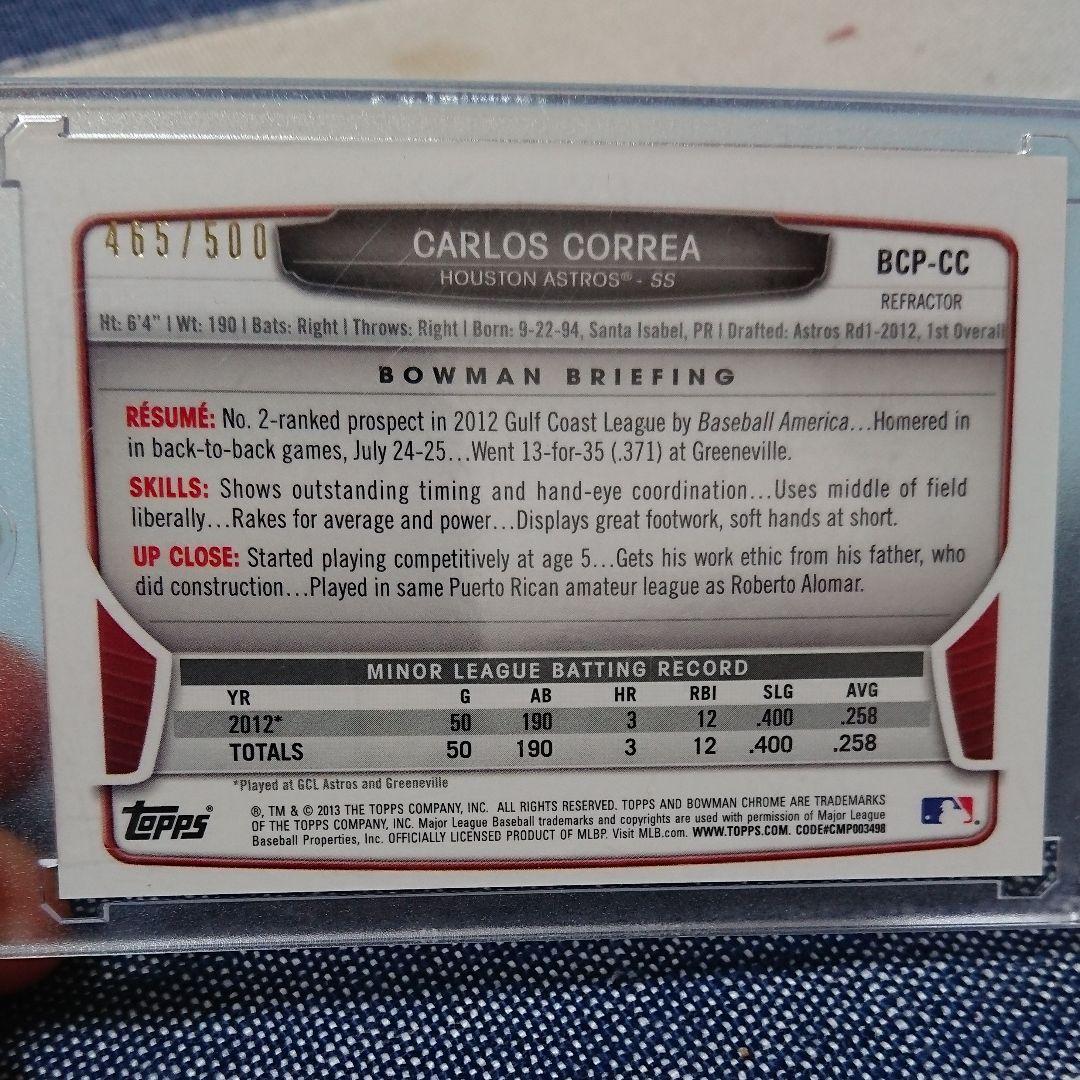 465/500
CARLOS CORREA
HOUSTON ASTROS® - SS
BCP-CC
REFRACTOR
Ht: 6'4" | Wt: 190 | Bats: Right | Throws: Right | Born: 9-22-94, Santa Isabel, PR | Drafted: Astros Rd1-2012, 1st Overall
BOWMAN BRIEFING
RÉSUMÉ: No. 2-ranked prospect in 2012 Gulf Coast League by Baseball America...Homered in
in back-to-back games, July 24-25...Went 13-for-35 (.371) at Greeneville.
SKILLS: Shows outstanding timing and hand-eye coordination...Uses middle of field
liberally...Rakes for average and power...Displays great footwork, soft hands at short.
UP CLOSE: Started playing competitively at age 5...Gets his work ethic from his father, who
did construction...Played in same Puerto Rican amateur league as Roberto Alomar.
MINOR LEAGUE BATTING RECORD
YR G AB HR RBI SLG AVG
2012* 50 190 3 12 .400 .258
TOTALS 50 190 3 12 .400 .258
*Played at GCL Astros and Greeneville
Topps®
®, TM & © 2013 THE TOPPS COMPANY, INC. ALL RIGHTS RESERVED. TOPPS AND BOWMAN CHROME ARE TRADEMARKS
OF THE TOPPS COMPANY, INC. Major League Baseball trademarks and copyrights are used with permission of Major League
Baseball Properties, Inc. OFFICIALLY LICENSED PRODUCT OF MLBP. Visit MLB.com. WWW.TOPPS.COM. CODE#CMP003498